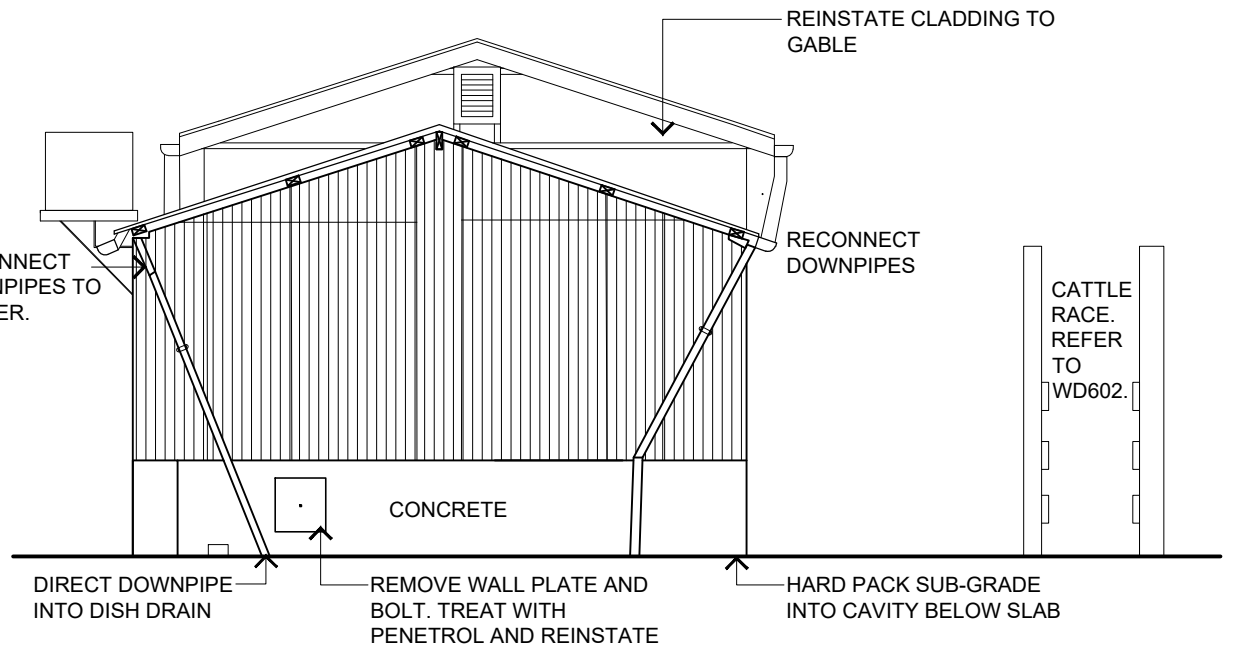 REINSTATE CLADDING TO
GABLE
RECONNECT
DOWNPIPES
CATTLE
RACE.
REFER
TO
WD602.
CONCRETE
DIRECT DOWNPIPE
INTO DISH DRAIN
REMOVE WALL PLATE AND
BOLT. TREAT WITH
PENETROL AND REINSTATE
HARD PACK SUB-GRADE
INTO CAVITY BELOW SLAB
TO